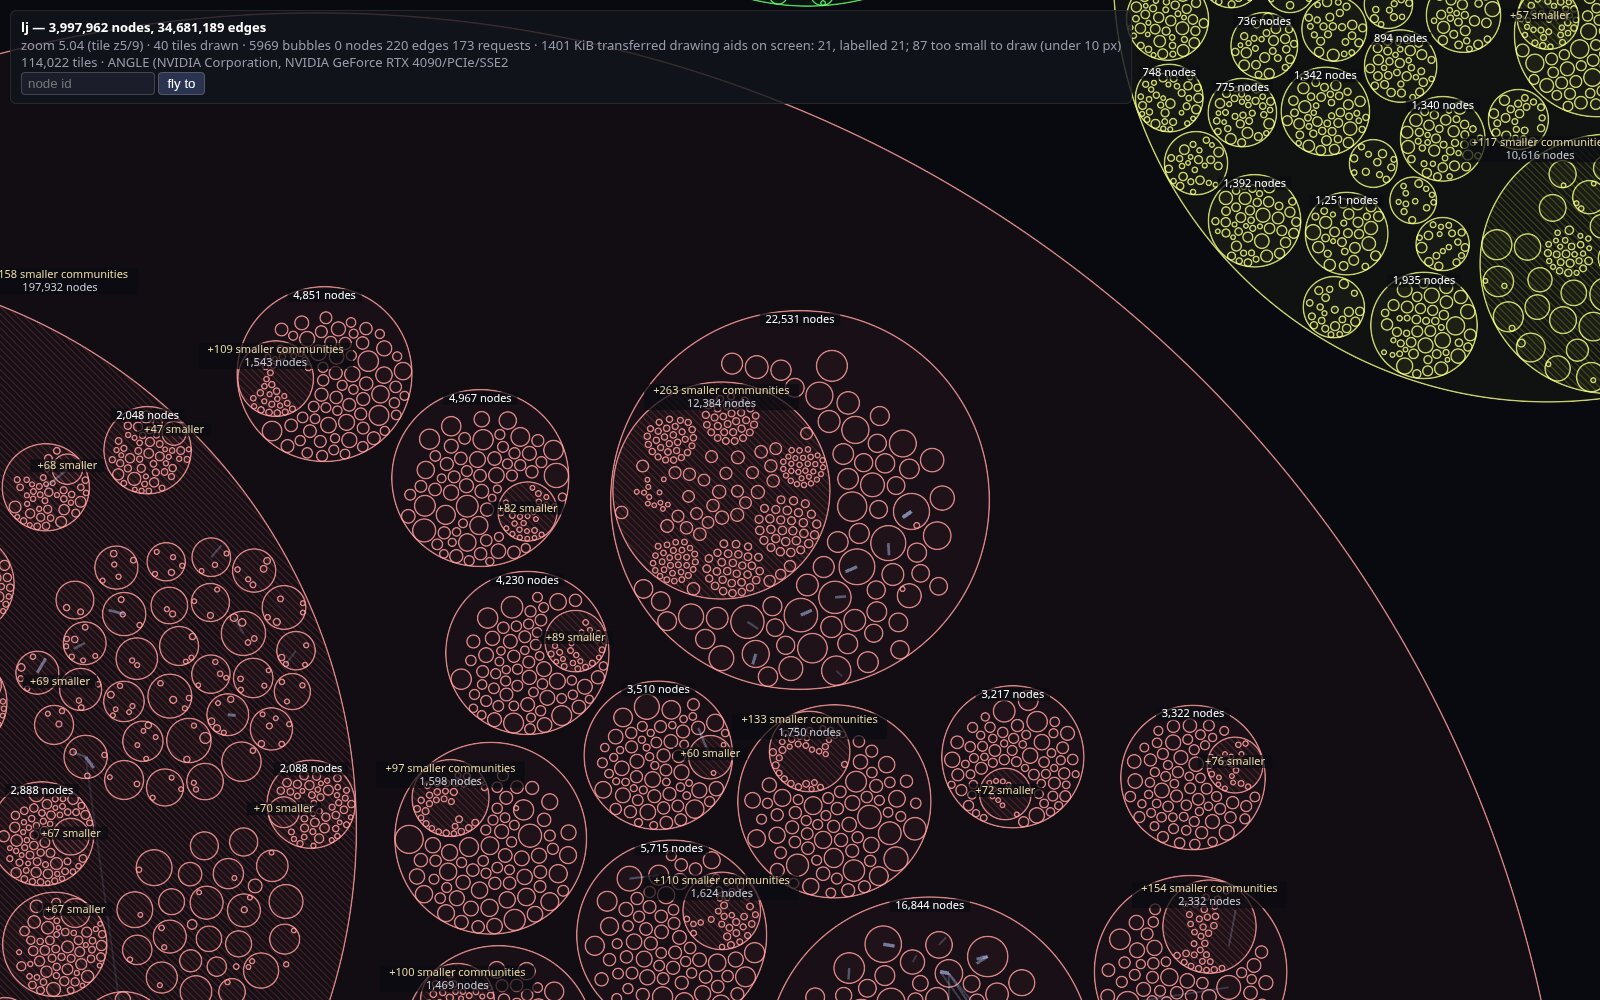 lj — 3,997,962 nodes, 34,681,189 edges
zoom 5.04 (tile z5/9) · 40 tiles drawn · 5969 bubbles 0 nodes 220 edges 173 requests · 1401 KiB transferred drawing aids on screen: 21, labelled 21; 87 too small to draw (under 10 px)
114,022 tiles · ANGLE (NVIDIA Corporation, NVIDIA GeForce RTX 4090/PCIe/SSE2
node id
fly to
+57 smaller
736 nodes
894 nodes
748 nodes
775 nodes
1,342 nodes
1,340 nodes
+117 smaller communities
10,616 nodes
1,392 nodes
1,251 nodes
1,935 nodes
158 smaller communities
197,932 nodes
4,851 nodes
22,531 nodes
+109 smaller communities
1,543 nodes
4,967 nodes
+263 smaller communities
12,384 nodes
2,048 nodes
+47 smaller
+68 smaller
+82 smaller
4,230 nodes
+89 smaller
+69 smaller
3,510 nodes
3,217 nodes
+133 smaller communities
1,750 nodes
3,322 nodes
+60 smaller
+76 smaller
2,088 nodes
+97 smaller communities
1,598 nodes
2,888 nodes
+72 smaller
+70 smaller
+67 smaller
5,715 nodes
+110 smaller communities
1,624 nodes
+154 smaller communities
2,332 nodes
16,844 nodes
+67 smaller
+100 smaller communities
1,469 nodes